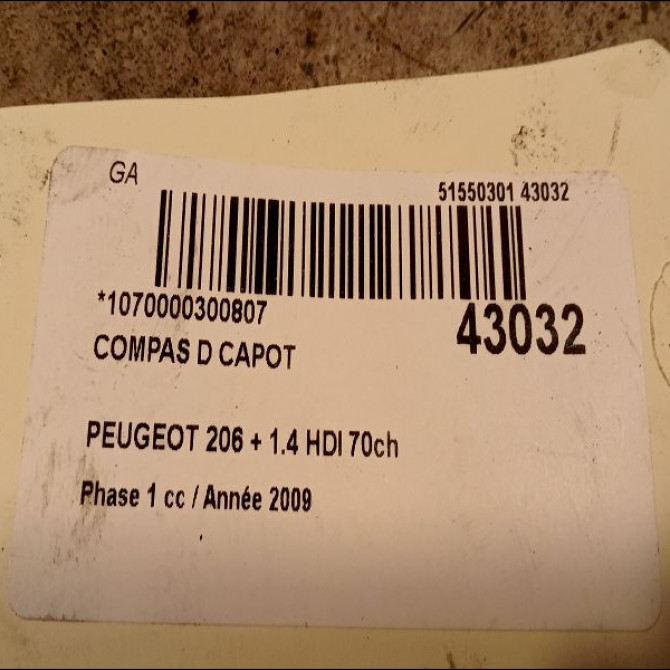 GA
51550301 43032
*1070000300807
43032
COMPAS D CAPOT
PEUGEOT 206 + 1.4 HDI 70ch
Phase 1 cc / Année 2009